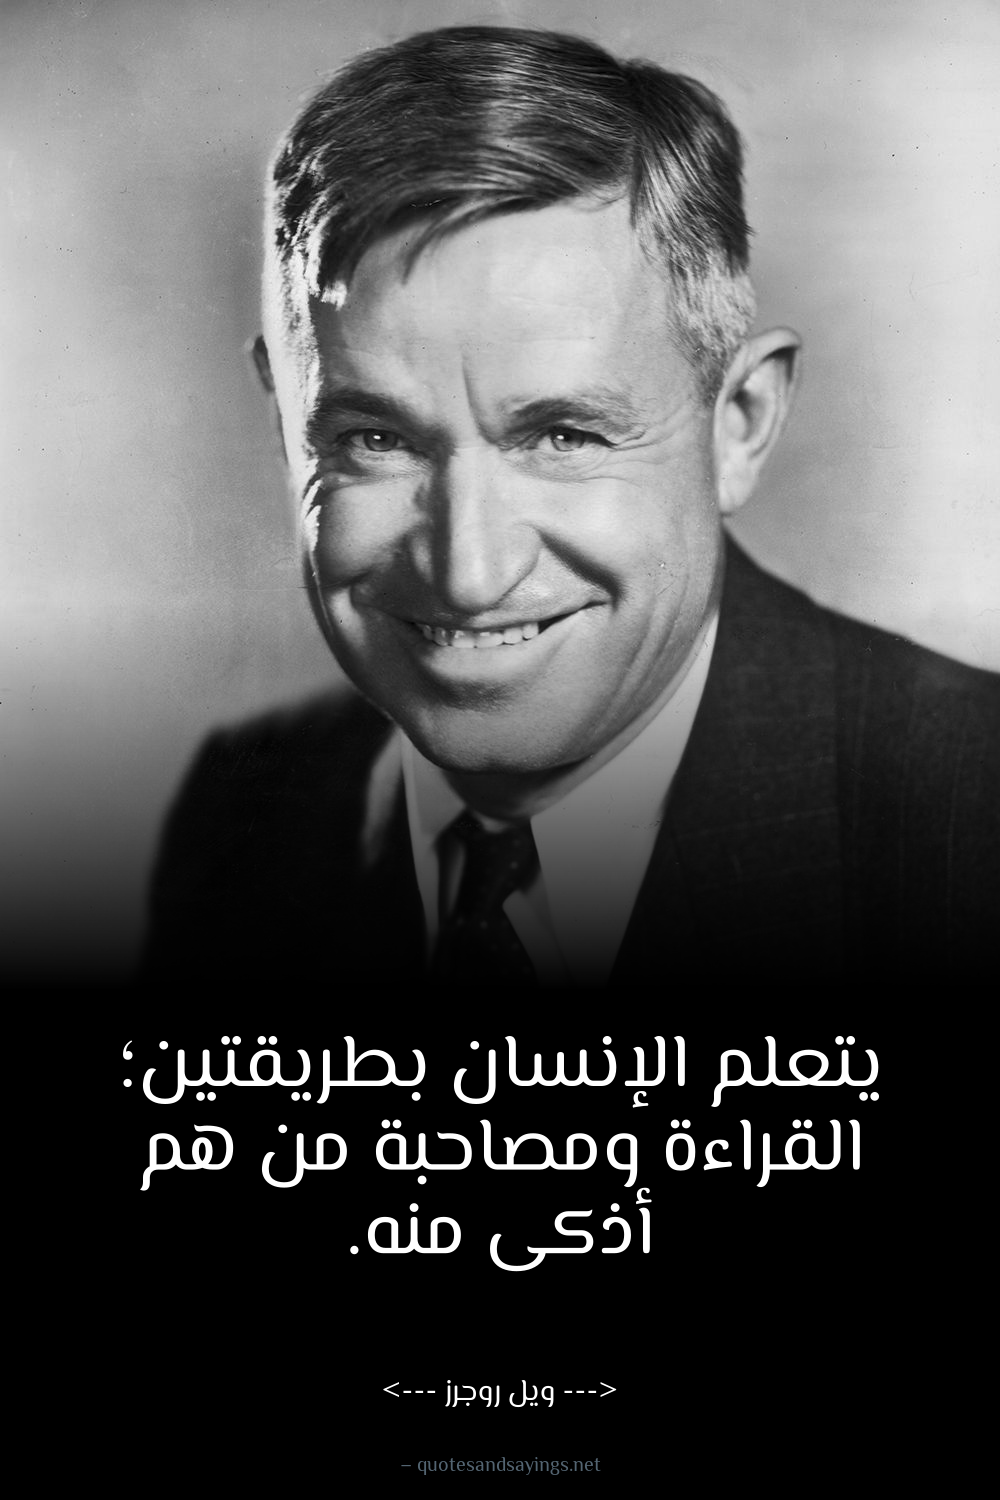 يتعلم الإنسان بطريقتين؛
القراءة ومصاحبة من هم
أذكى منه.
<--- ويل روجرز --->
– quotesandsayings.net